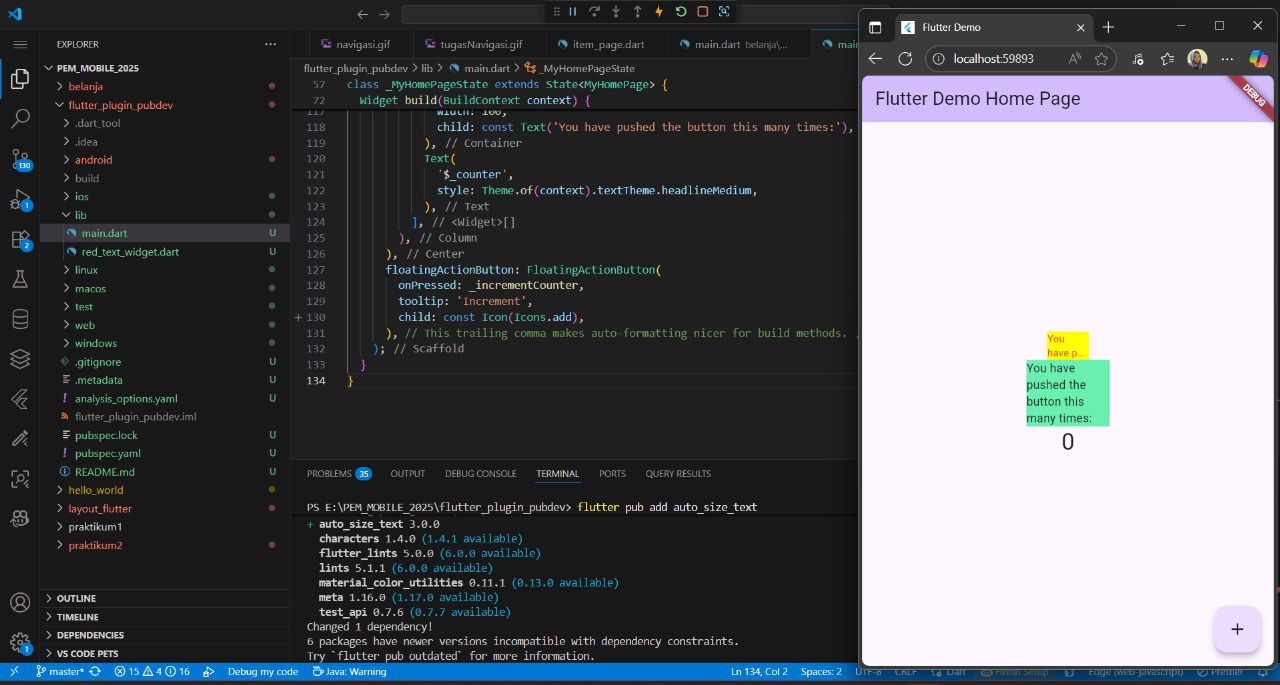 EXPLORER
PEM_MOBILE_2025
belanja
flutter_plugin_pubdev
.dart_tool
.idea
android
build
ios
lib
main.dart U
red_text_widget.dart U
linux
macos
test
web
windows
.gitignore U
.metadata U
analysis_options.yaml U
flutter_plugin_pubdev.iml
pubspec.lock U
pubspec.yaml U
README.md U
hello_world
layout_flutter
praktikum1
praktikum2
OUTLINE
TIMELINE
DEPENDENCIES
VS CODE PETS
130
1
2
1
navigasi.gif
tugasNavigasi.gif
item_page.dart
main.dart belanja\...
flutter_plugin_pubdev > lib > main.dart > _MyHomePageState
57 class _MyHomePageState extends State<MyHomePage> {
72 Widget build(BuildContext context) {
117 width: 100,
118 child: const Text('You have pushed the button this many times:'),
119 ), // Container
120 Text(
121 '$_counter',
122 style: Theme.of(context).textTheme.headlineMedium,
123 ), // Text
124 ], // <Widget>[]
125 ), // Column
126 ), // Center
127 floatingActionButton: FloatingActionButton(
128 onPressed: _incrementCounter,
129 tooltip: 'Increment',
130 child: const Icon(Icons.add),
131 ), // This trailing comma makes auto-formatting nicer for build methods.
132 ); // Scaffold
133 }
134 }
PROBLEMS 35 OUTPUT DEBUG CONSOLE TERMINAL PORTS QUERY RESULTS
PS E:\PEM_MOBILE_2025\flutter_plugin_pubdev> flutter pub add auto_size_text
+ auto_size_text 3.0.0
characters 1.4.0 (1.4.1 available)
flutter_lints 5.0.0 (6.0.0 available)
lints 5.1.1 (6.0.0 available)
material_color_utilities 0.11.1 (0.13.0 available)
meta 1.16.0 (1.17.0 available)
test_api 0.7.6 (0.7.7 available)
Changed 1 dependency!
6 packages have newer versions incompatible with dependency constraints.
Try `flutter pub outdated` for more information.
master* 15 4 16 Debug my code Java: Warning Ln 134, Col 2 Spaces: 2 UTF-8 CRLF Dart Finish Setup Edge (web-javascript) Prettier
Flutter Demo
localhost:59893
Flutter Demo Home Page
DEBUG
You
have p...
You have
pushed the
button this
many times:
0
+